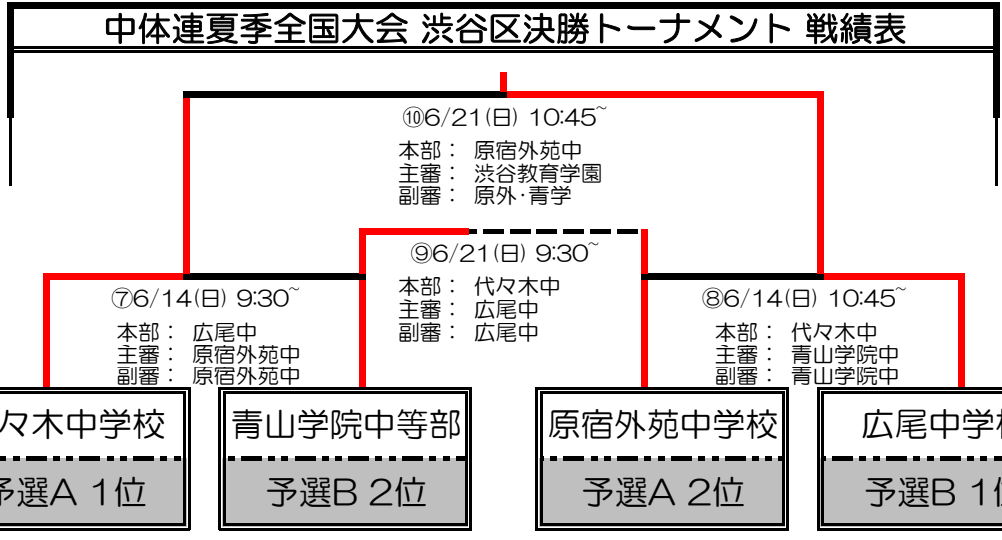 中体連夏季全国大会 渋谷区決勝トーナメント 戦績表
⑩6/21(日) 10:45~
本部： 原宿外苑中
主審： 渋谷教育学園
副審： 原外･青学
⑨6/21(日) 9:30~
本部： 代々木中
主審： 広尾中
副審： 広尾中
⑦6/14(日) 9:30~
本部： 広尾中
主審： 原宿外苑中
副審： 原宿外苑中
⑧6/14(日) 10:45~
本部： 代々木中
主審： 青山学院中
副審： 青山学院中
々木中学校
予選A 1位
青山学院中等部
予選B 2位
原宿外苑中学校
予選A 2位
広尾中学校
予選B 1位